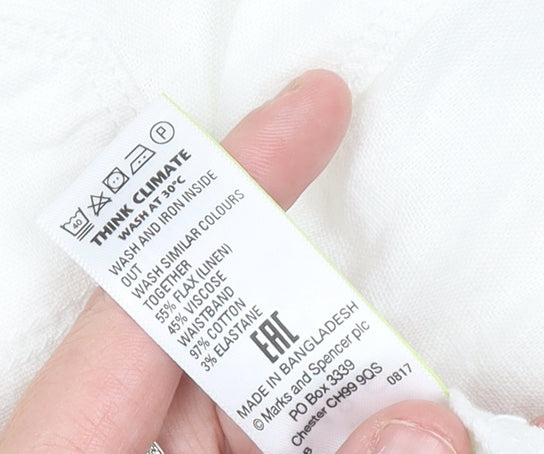 40 P
THINK CLIMATE
WASH AT 30°C
WASH AND IRON INSIDE
OUT
WASH SIMILAR COLOURS
TOGETHER
55% FLAX (LINEN)
45% VISCOSE
WAISTBAND
97% COTTON
3% ELASTANE
EAC
MADE IN BANGLADESH
© Marks and Spencer plc
PO Box 3339
Chester CH99 9QS 0817